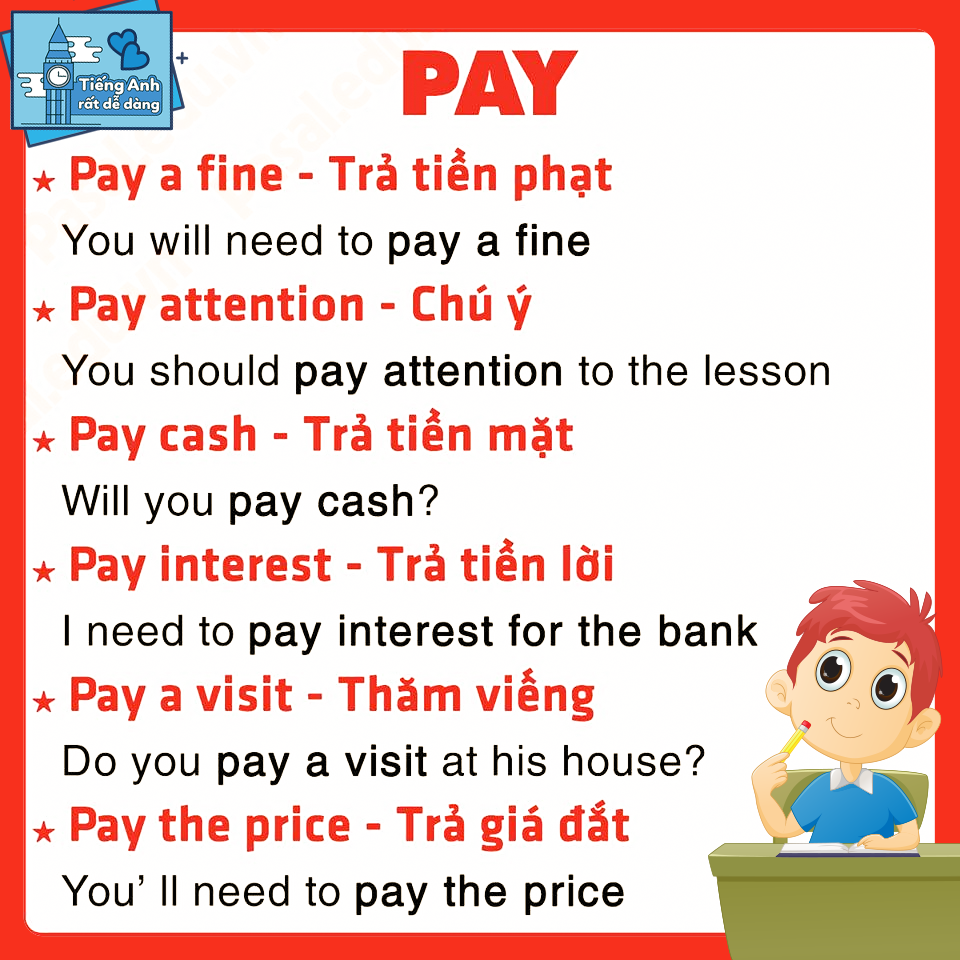 Tiếng Anh
rất dễ dàng
PAY
★ Pay a fine - Trả tiền phạt
You will need to pay a fine
★ Pay attention - Chú ý
You should pay attention to the lesson
★ Pay cash - Trả tiền mặt
Will you pay cash?
★ Pay interest - Trả tiền lời
I need to pay interest for the bank
★ Pay a visit - Thăm viếng
Do you pay a visit at his house?
★ Pay the price - Trả giá đắt
You’ ll need to pay the price